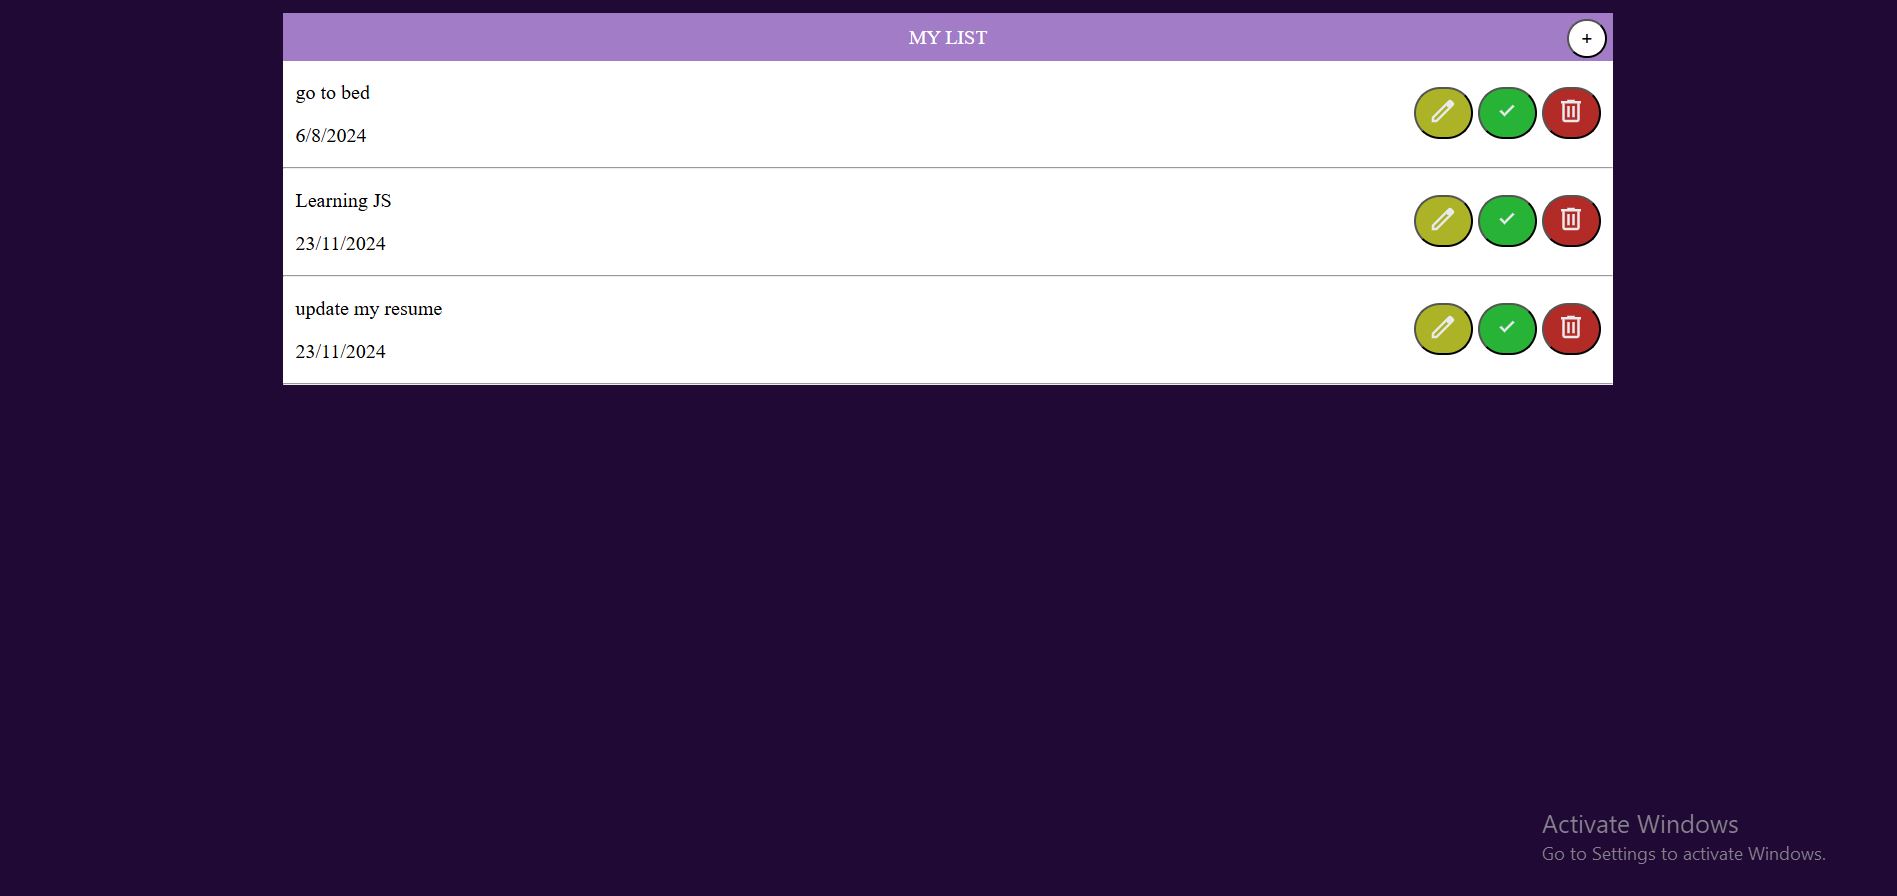 MY LIST
+
go to bed
6/8/2024
Learning JS
23/11/2024
update my resume
23/11/2024
Activate Windows
Go to Settings to activate Windows.